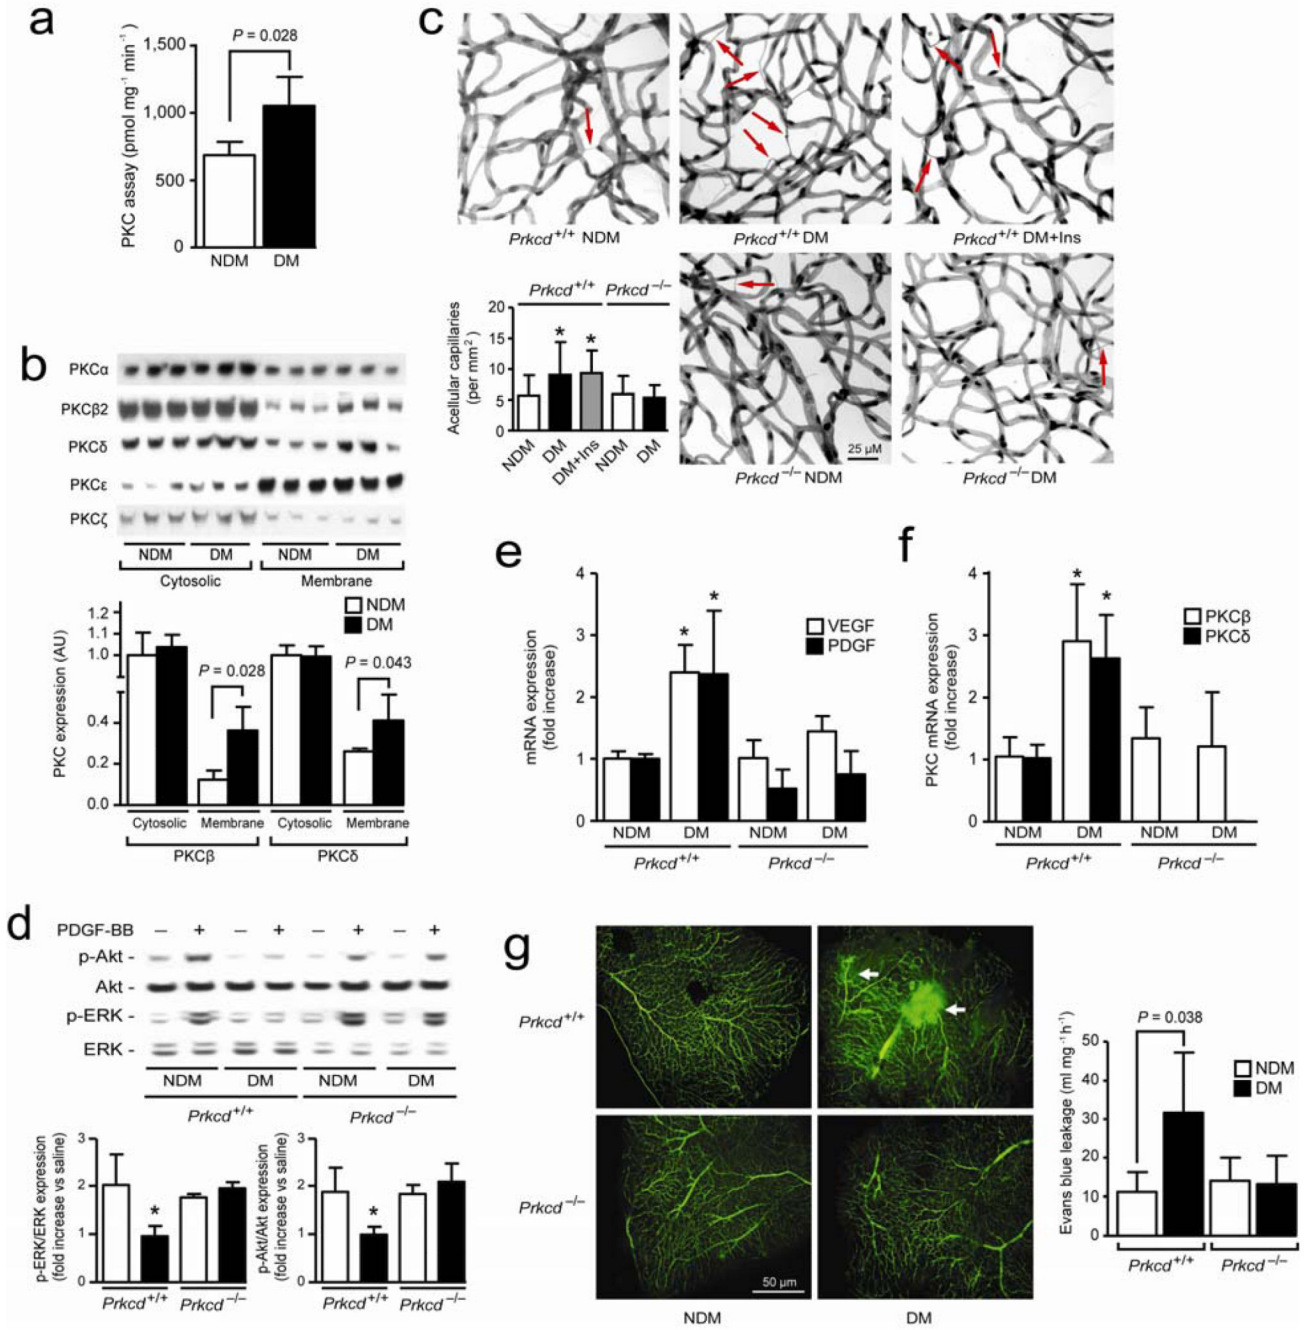 a
PKC assay (pmol mg⁻¹ min⁻¹)
P = 0.028
1,500
1,000
500
0
NDM DM
b
PKCα
PKCβ2
PKCδ
PKCε
PKCζ
NDM DM NDM DM
Cytosolic Membrane
PKC expression (AU)
1.2
1.1
1.0
0.4
0.2
0.0
NDM
DM
P = 0.028
P = 0.043
Cytosolic Membrane Cytosolic Membrane
PKCβ PKCδ
c
Prkcd+/+ NDM
Prkcd+/+ DM
Prkcd+/+ DM+Ins
Prkcd+/+ Prkcd−/−
Acellular capillaries
(per mm²)
20
15
10
5
0
* *
NDM DM DM+Ins NDM DM
25 µM
Prkcd−/− NDM
Prkcd−/− DM
d
PDGF-BB – + – + – + – +
p-Akt -
Akt -
p-ERK -
ERK -
NDM DM NDM DM
Prkcd+/+ Prkcd−/−
p-ERK/ERK expression
(fold increase vs saline)
3
2
1
0
*
Prkcd+/+ Prkcd−/−
p-Akt/Akt expression
(fold increase vs saline)
3
2
1
0
*
Prkcd+/+ Prkcd−/−
e
mRNA expression
(fold increase)
4
3
2
1
0
* *
VEGF
PDGF
NDM DM NDM DM
Prkcd+/+ Prkcd−/−
f
PKC mRNA expression
(fold increase)
4
3
2
1
0
* *
PKCβ
PKCδ
NDM DM NDM DM
Prkcd+/+ Prkcd−/−
g
Prkcd+/+
Prkcd−/−
50 µm
NDM DM
Evans blue leakage (ml mg⁻¹h⁻¹)
P = 0.038
50
40
30
20
10
0
NDM
DM
Prkcd+/+ Prkcd−/−